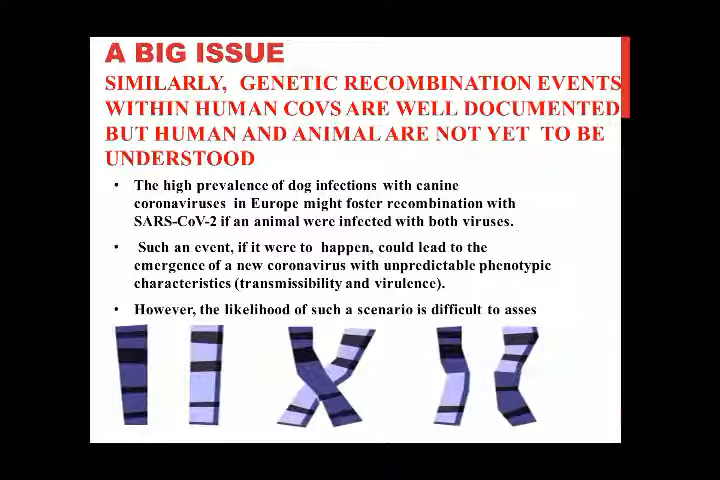 A BIG ISSUE
SIMILARLY, GENETIC RECOMBINATION EVENTS
WITHIN HUMAN COVS ARE WELL DOCUMENTED
BUT HUMAN AND ANIMAL ARE NOT YET TO BE
UNDERSTOOD
• The high prevalence of dog infections with canine
coronaviruses in Europe might foster recombination with
SARS-CoV-2 if an animal were infected with both viruses.
• Such an event, if it were to happen, could lead to the
emergence of a new coronavirus with unpredictable phenotypic
characteristics (transmissibility and virulence).
• However, the likelihood of such a scenario is difficult to asses